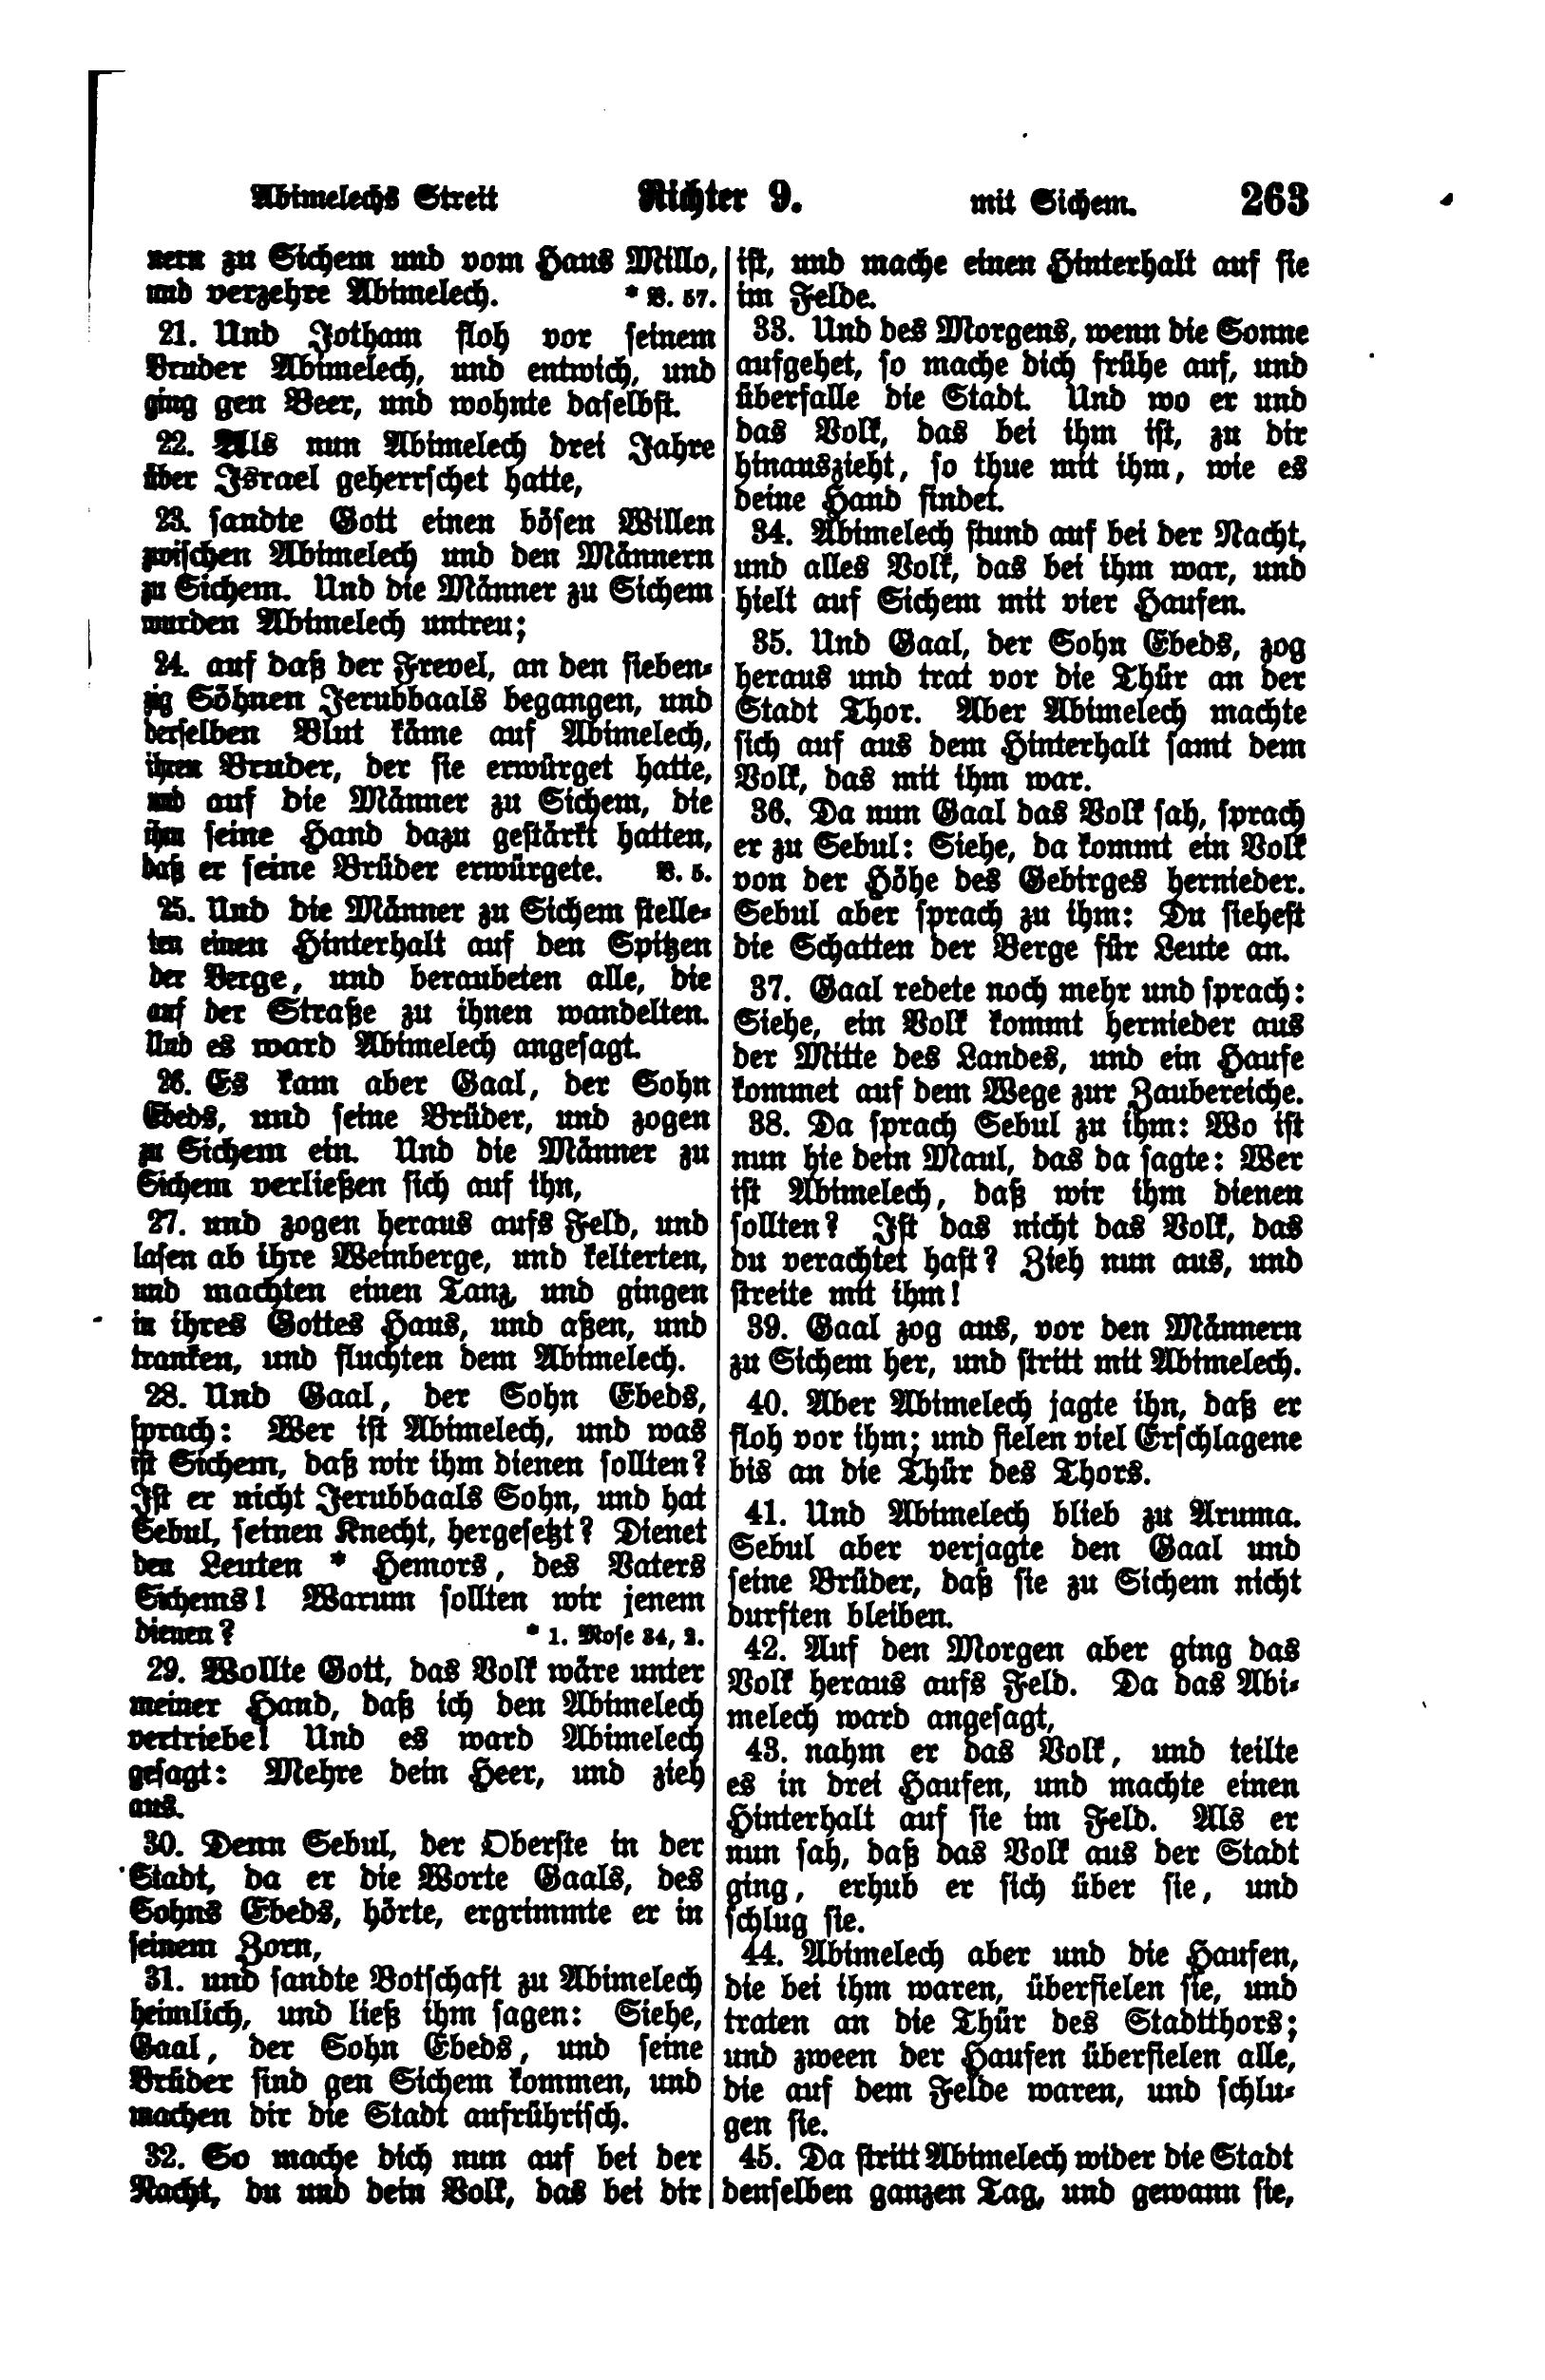 Abimelechs Streit Richter 9. mit Sichem. 263
nern zu Sichem und vom Haus Millo,
und verzehre Abimelech. * V. 57.
21. Und Jotham floh vor seinem
Bruder Abimelech, und entwich, und
ging gen Beer, und wohnte daselbst.
22. Als nun Abimelech drei Jahre
über Israel geherrschet hatte,
23. sandte Gott einen bösen Willen
zwischen Abimelech und den Männern
zu Sichem. Und die Männer zu Sichem
wurden Abimelech untreu;
24. auf daß der Frevel, an den sieben-
zig Söhnen Jerubbaals begangen, und
derselben Blut käme auf Abimelech,
ihren Bruder, der sie erwürget hatte,
und auf die Männer zu Sichem, die
ihm seine Hand dazu gestärkt hatten,
daß er seine Brüder erwürgete. V. 5.
25. Und die Männer zu Sichem stelle-
ten einen Hinterhalt auf den Spitzen
der Berge, und beraubeten alle, die
auf der Straße zu ihnen wandelten.
Und es ward Abimelech angesagt.
26. Es kam aber Gaal, der Sohn
Ebeds, und seine Brüder, und zogen
zu Sichem ein. Und die Männer zu
Sichem verließen sich auf ihn,
27. und zogen heraus aufs Feld, und
lasen ab ihre Weinberge, und kelterten,
und machten einen Tanz, und gingen
in ihres Gottes Haus, und aßen, und
tranken, und fluchten dem Abimelech.
28. Und Gaal, der Sohn Ebeds,
sprach: Wer ist Abimelech, und was
ist Sichem, daß wir ihm dienen sollten?
Ist er nicht Jerubbaals Sohn, und hat
Sebul, seinen Knecht, hergesetzt? Dienet
den Leuten * Hemors, des Vaters
Sichems! Warum sollten wir jenem
dienen? * 1. Mose 34, 2.
29. Wollte Gott, das Volk wäre unter
meiner Hand, daß ich den Abimelech
vertriebe! Und es ward Abimelech
gesagt: Mehre dein Heer, und zieh
aus.
30. Denn Sebul, der Oberste in der
Stadt, da er die Worte Gaals, des
Sohns Ebeds, hörte, ergrimmte er in
seinem Zorn,
31. und sandte Botschaft zu Abimelech
heimlich, und ließ ihm sagen: Siehe,
Gaal, der Sohn Ebeds, und seine
Brüder sind gen Sichem kommen, und
machen dir die Stadt aufrührisch.
32. So mache dich nun auf bei der
Nacht, du und dein Volk, das bei dir
ist, und mache einen Hinterhalt auf sie
im Felde.
33. Und des Morgens, wenn die Sonne
aufgehet, so mache dich frühe auf, und
überfalle die Stadt. Und wo er und
das Volk, das bei ihm ist, zu dir
hinauszieht, so thue mit ihm, wie es
deine Hand findet.
34. Abimelech stund auf bei der Nacht,
und alles Volk, das bei ihm war, und
hielt auf Sichem mit vier Haufen.
35. Und Gaal, der Sohn Ebeds, zog
heraus und trat vor die Thür an der
Stadt Thor. Aber Abimelech machte
sich auf aus dem Hinterhalt samt dem
Volk, das mit ihm war.
36. Da nun Gaal das Volk sah, sprach
er zu Sebul: Siehe, da kommt ein Volk
von der Höhe des Gebirges hernieder.
Sebul aber sprach zu ihm: Du siehest
die Schatten der Berge für Leute an.
37. Gaal redete noch mehr und sprach:
Siehe, ein Volk kommt hernieder aus
der Mitte des Landes, und ein Haufe
kommet auf dem Wege zur Zaubereiche.
38. Da sprach Sebul zu ihm: Wo ist
nun hie dein Maul, das da sagte: Wer
ist Abimelech, daß wir ihm dienen
sollten? Ist das nicht das Volk, das
du verachtet hast? Zieh nun aus, und
streite mit ihm!
39. Gaal zog aus, vor den Männern
zu Sichem her, und stritt mit Abimelech.
40. Aber Abimelech jagte ihn, daß er
floh vor ihm; und fielen viel Erschlagene
bis an die Thür des Thors.
41. Und Abimelech blieb zu Aruma.
Sebul aber verjagte den Gaal und
seine Brüder, daß sie zu Sichem nicht
durften bleiben.
42. Auf den Morgen aber ging das
Volk heraus aufs Feld. Da das Abi-
melech ward angesagt,
43. nahm er das Volk, und teilte
es in drei Haufen, und machte einen
Hinterhalt auf sie im Feld. Als er
nun sah, daß das Volk aus der Stadt
ging, erhub er sich über sie, und
schlug sie.
44. Abimelech aber und die Haufen,
die bei ihm waren, überfielen sie, und
traten an die Thür des Stadtthors;
und zween der Haufen überfielen alle,
die auf dem Felde waren, und schlu-
gen sie.
45. Da stritt Abimelech wider die Stadt
denselben ganzen Tag, und gewann sie,